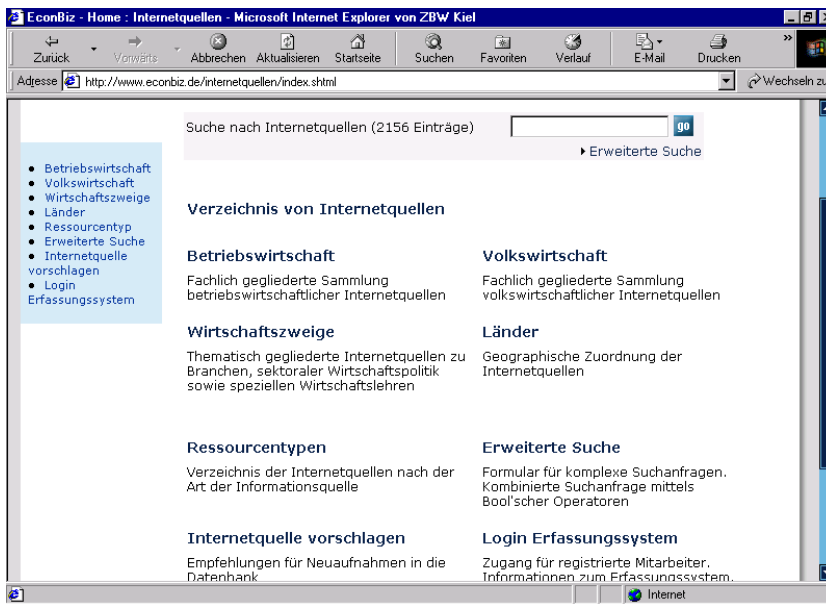 EconBiz - Home : Internetquellen - Microsoft Internet Explorer von ZBW Kiel
Zurück Vorwärts Abbrechen Aktualisieren Startseite Suchen Favoriten Verlauf E-Mail Drucken »
Adresse http://www.econbiz.de/internetquellen/index.shtml Wechseln zu
Suche nach Internetquellen (2156 Einträge) go
Erweiterte Suche
• Betriebswirtschaft
• Volkswirtschaft
• Wirtschaftszweige
• Länder
• Ressourcentyp
• Erweiterte Suche
• Internetquelle
vorschlagen
• Login
Erfassungssystem
Verzeichnis von Internetquellen
Betriebswirtschaft
Fachlich gegliederte Sammlung
betriebswirtschaftlicher Internetquellen
Volkswirtschaft
Fachlich gegliederte Sammlung
volkswirtschaftlicher Internetquellen
Wirtschaftszweige
Thematisch gegliederte Internetquellen zu
Branchen, sektoraler Wirtschaftspolitik
sowie speziellen Wirtschaftslehren
Länder
Geographische Zuordnung der
Internetquellen
Ressourcentypen
Verzeichnis der Internetquellen nach der
Art der Informationsquelle
Erweiterte Suche
Formular für komplexe Suchanfragen.
Kombinierte Suchanfrage mittels
Bool'scher Operatoren
Internetquelle vorschlagen
Empfehlungen für Neuaufnahmen in die
Datenbank
Login Erfassungssystem
Zugang für registrierte Mitarbeiter.
Informationen zum Erfassungssystem.
Internet